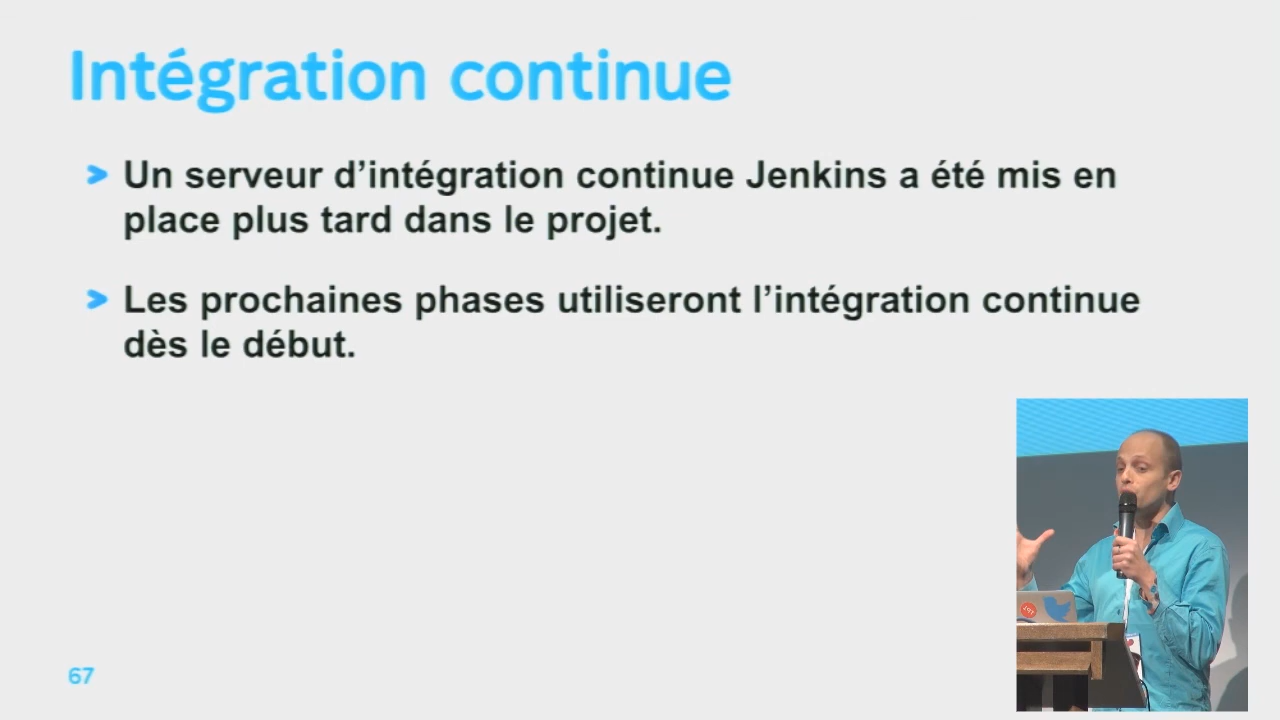 Intégration continue
> Un serveur d’intégration continue Jenkins a été mis en
place plus tard dans le projet.
> Les prochaines phases utiliseront l’intégration continue
dès le début.
67